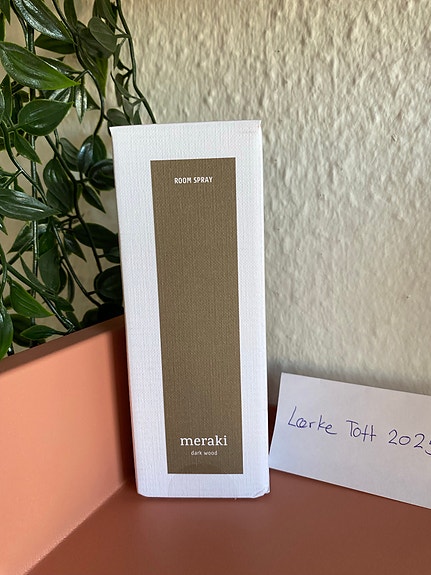 ROOM SPRAY
meraki
dark wood
Lærke Toft 2025